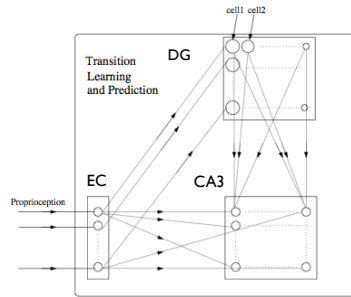 cell1 cell2
Transition
Learning
and Prediction
DG
EC
CA3
Proprioception